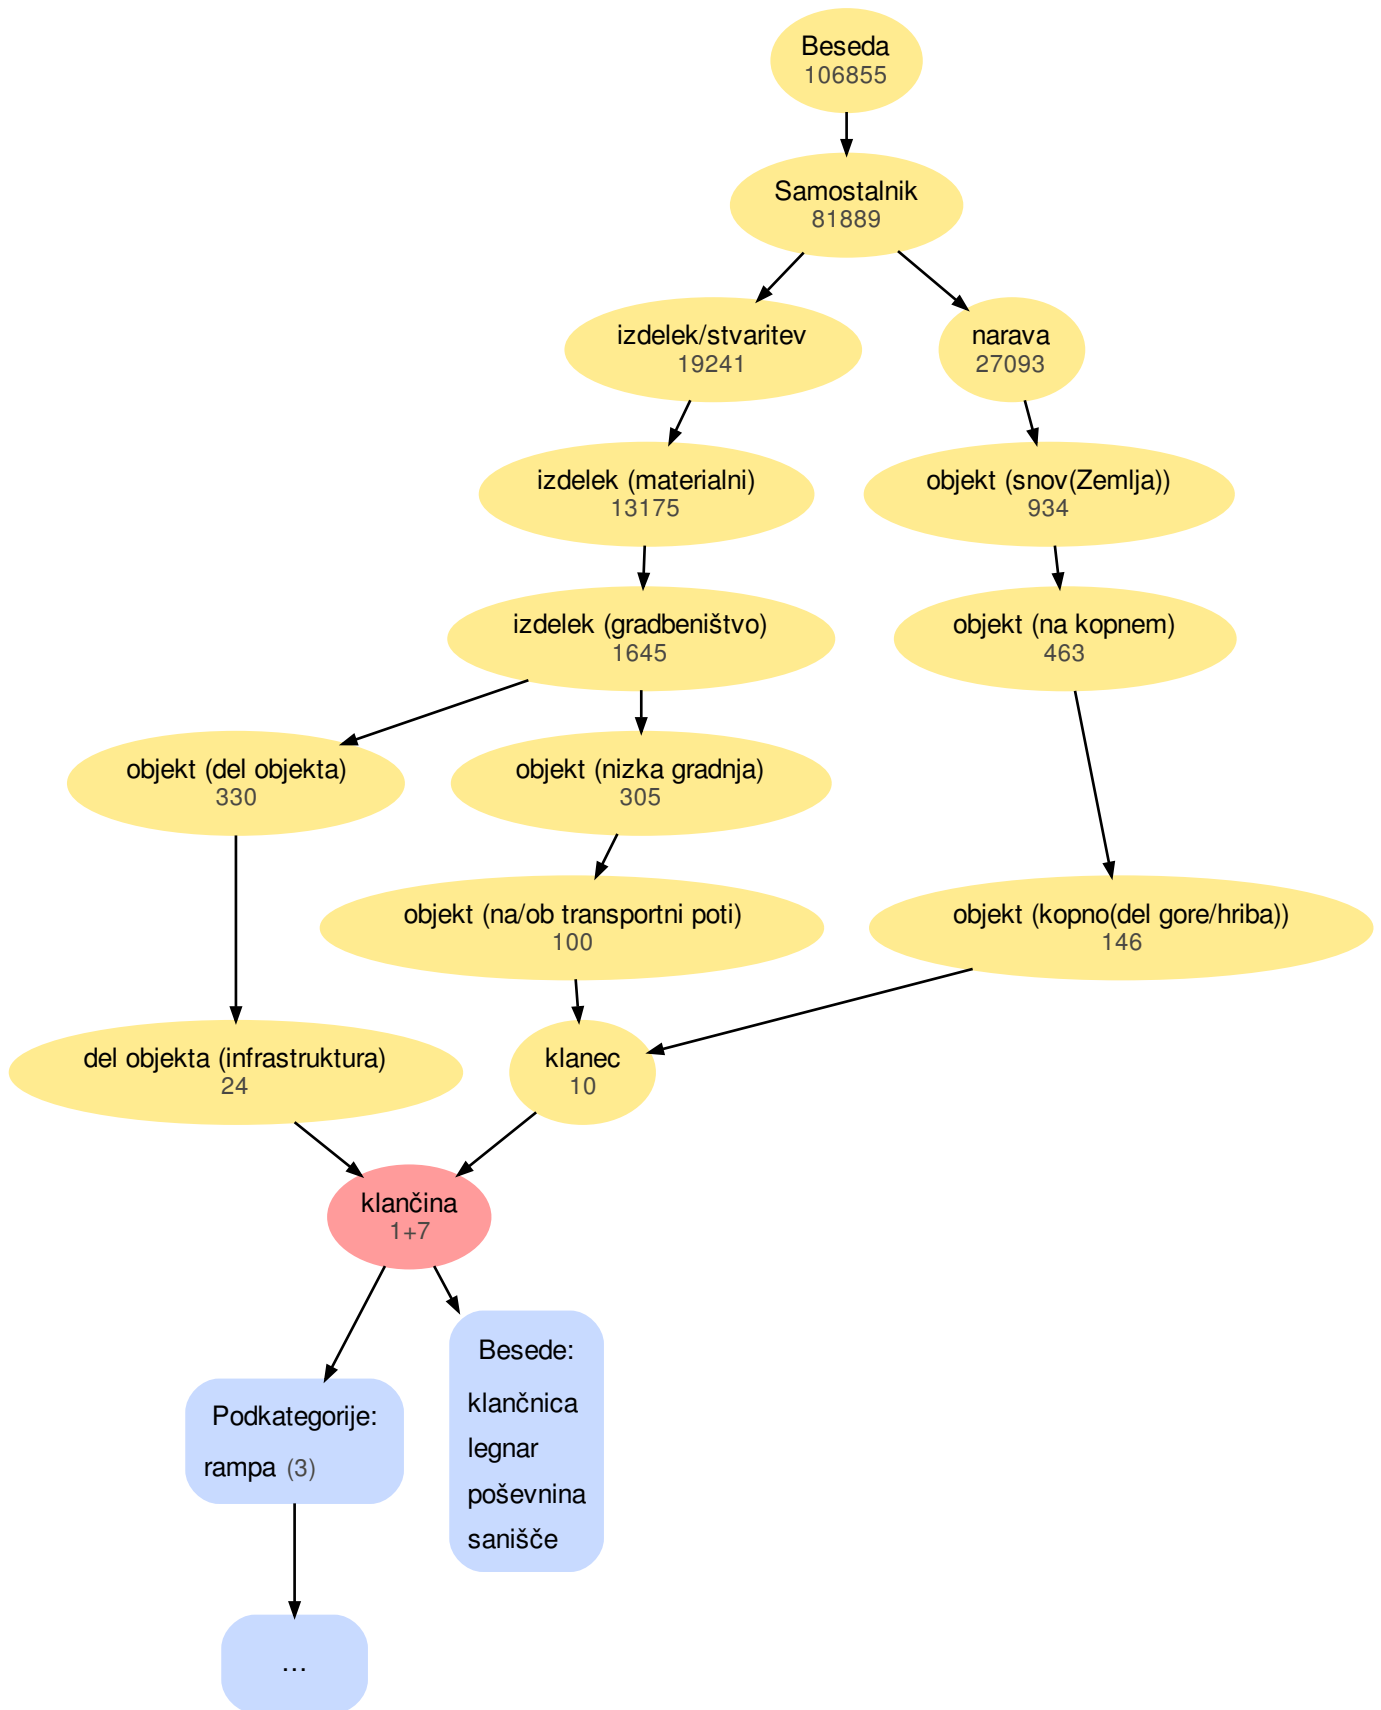 Beseda
106855
Samostalnik
81889
izdelek/stvaritev
19241
narava
27093
izdelek (materialni)
13175
objekt (snov(Zemlja))
934
izdelek (gradbeništvo)
1645
objekt (na kopnem)
463
objekt (del objekta)
330
objekt (nizka gradnja)
305
objekt (na/ob transportni poti)
100
objekt (kopno(del gore/hriba))
146
del objekta (infrastruktura)
24
klanec
10
klančina
1+7
Besede:
klančnica
legnar
poševnina
sanišče
Podkategorije:
rampa (3)
...